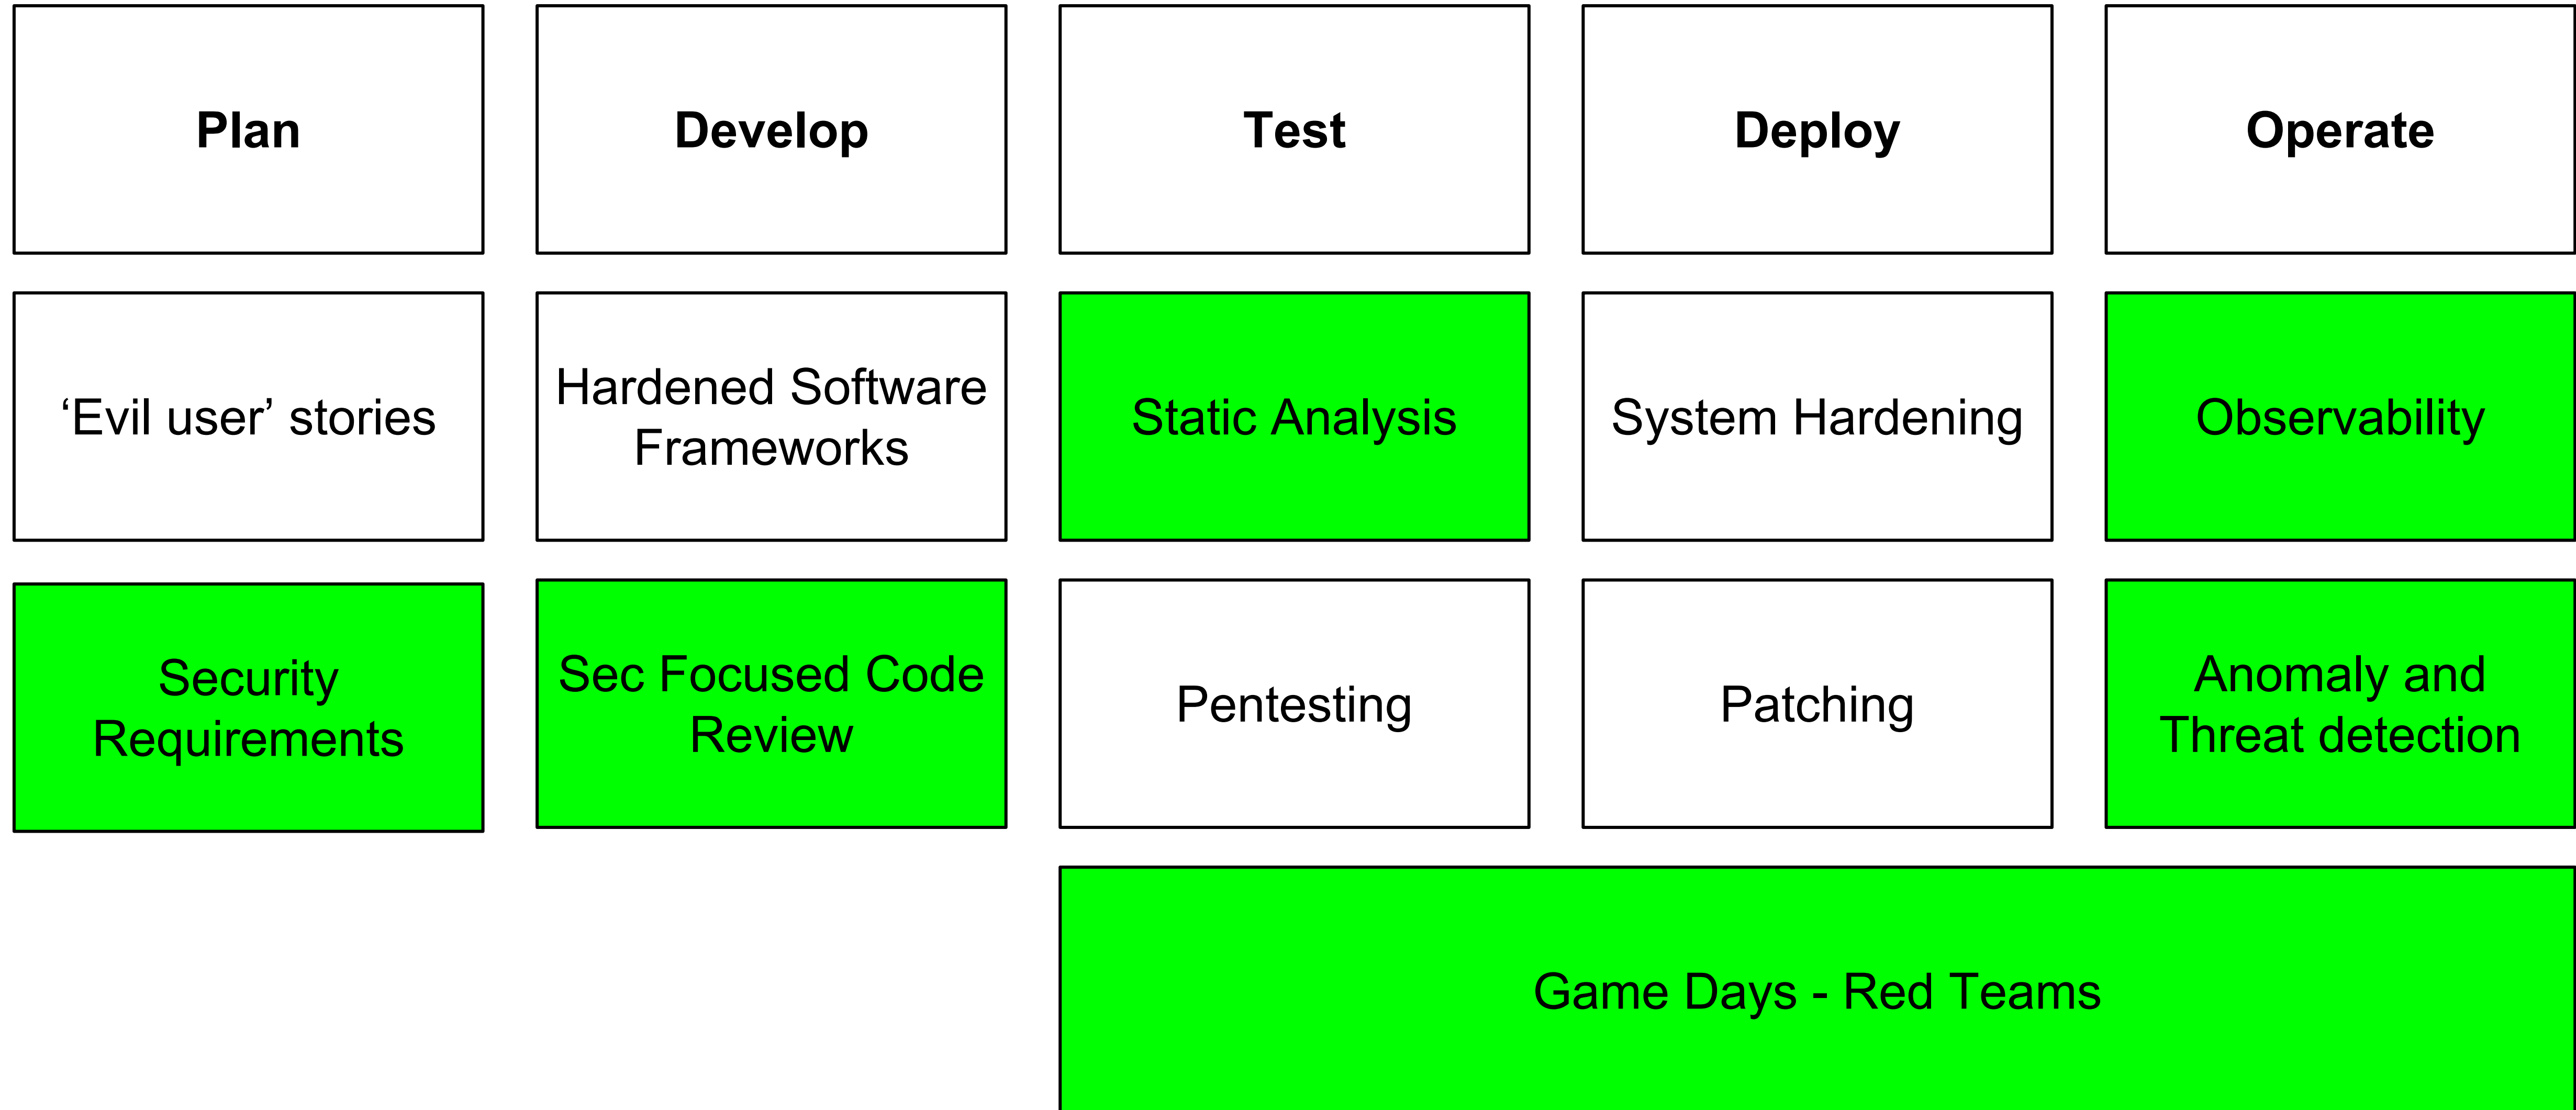 Plan
Develop
Test
Deploy
Operate
‘Evil user’ stories
Hardened Software
Frameworks
Static Analysis
System Hardening
Observability
Security
Requirements
Sec Focused Code
Review
Pentesting
Patching
Anomaly and
Threat detection
Game Days - Red Teams